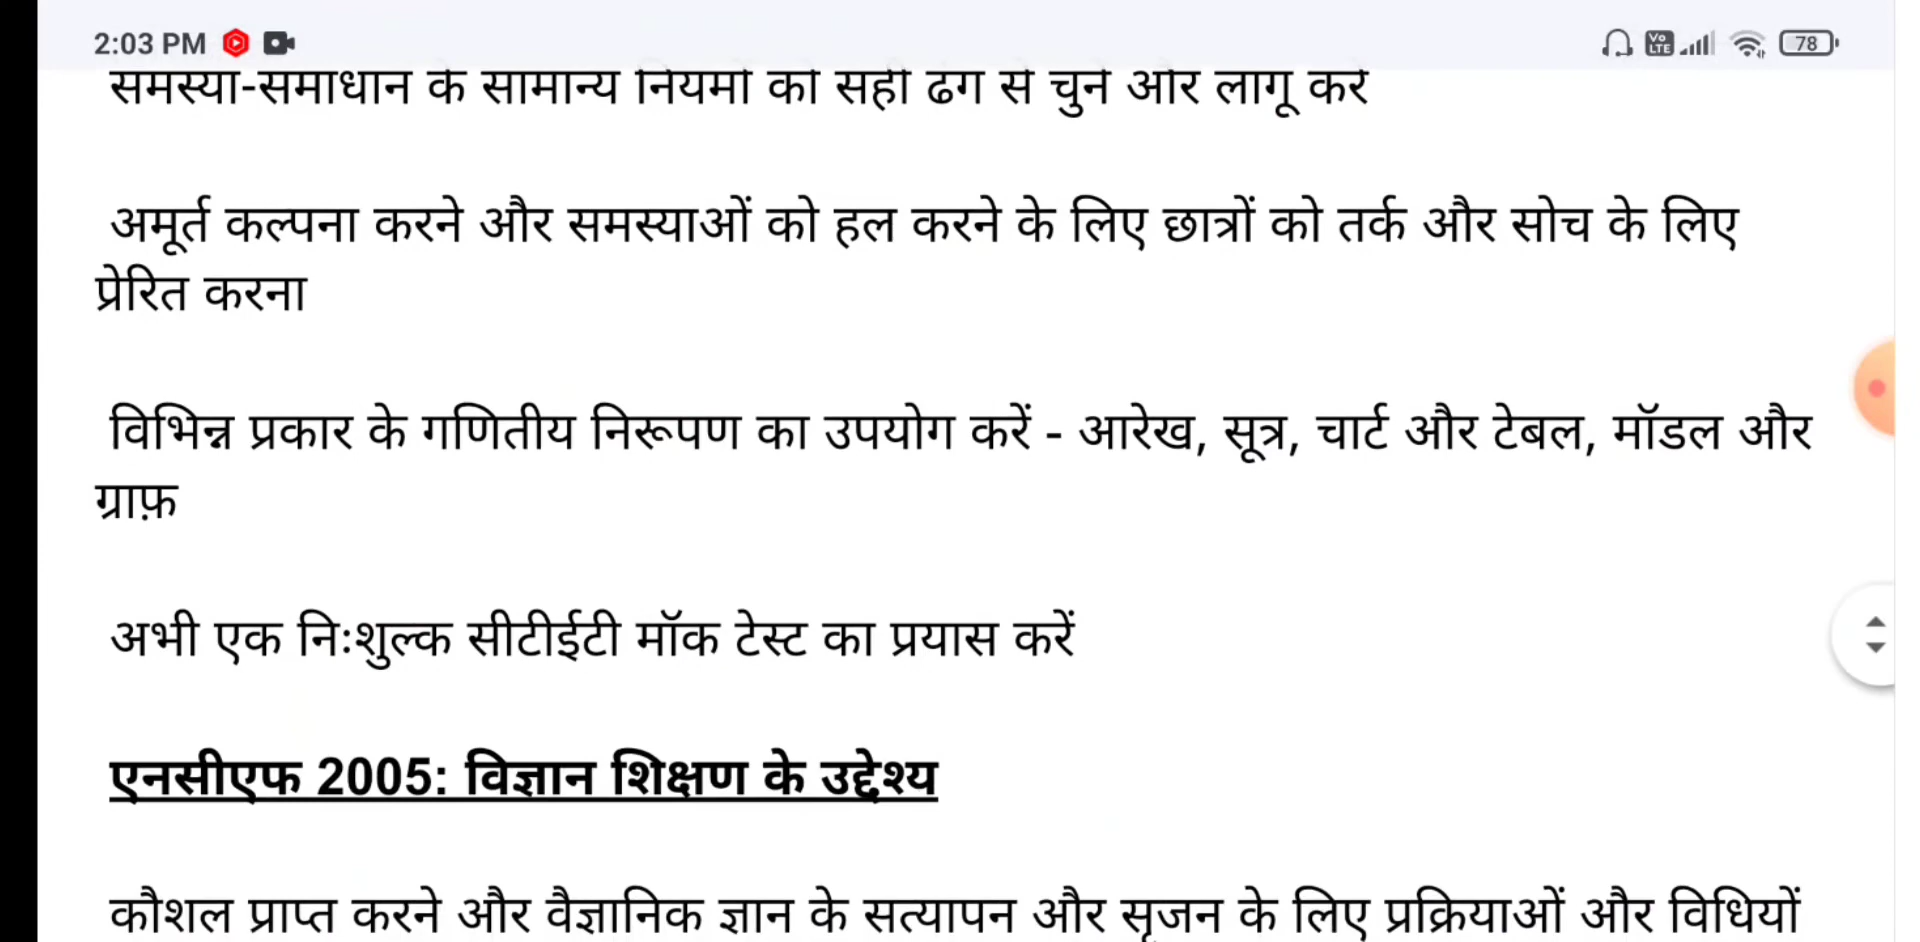 2:03 PM
Vo LTE
78
समस्या-समाधान के सामान्य नियमों को सही ढंग से चुनें और लागू करें
अमूर्त कल्पना करने और समस्याओं को हल करने के लिए छात्रों को तर्क और सोच के लिए
प्रेरित करना
विभिन्न प्रकार के गणितीय निरूपण का उपयोग करें - आरेख, सूत्र, चार्ट और टेबल, मॉडल और
ग्राफ़
अभी एक निःशुल्क सीटीईटी मॉक टेस्ट का प्रयास करें
एनसीएफ 2005: विज्ञान शिक्षण के उद्देश्य
कौशल प्राप्त करने और वैज्ञानिक ज्ञान के सत्यापन और सृजन के लिए प्रक्रियाओं और विधियों